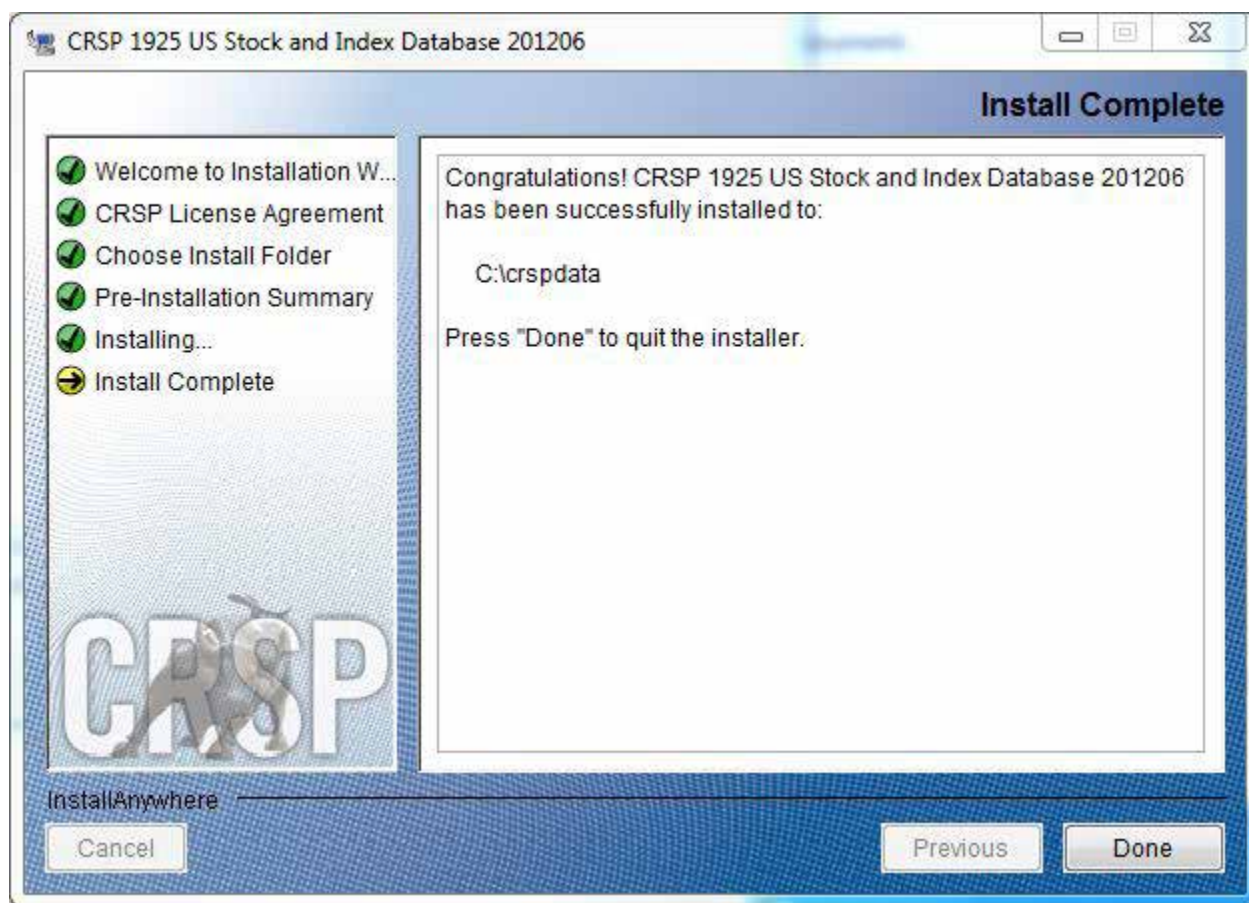 CRSP 1925 US Stock and Index Database 201206
Install Complete
Welcome to Installation W...
CRSP License Agreement
Choose Install Folder
Pre-Installation Summary
Installing...
Install Complete
CRSP
Congratulations! CRSP 1925 US Stock and Index Database 201206
has been successfully installed to:
C:\crspdata
Press "Done" to quit the installer.
InstallAnywhere
Cancel
Previous
Done